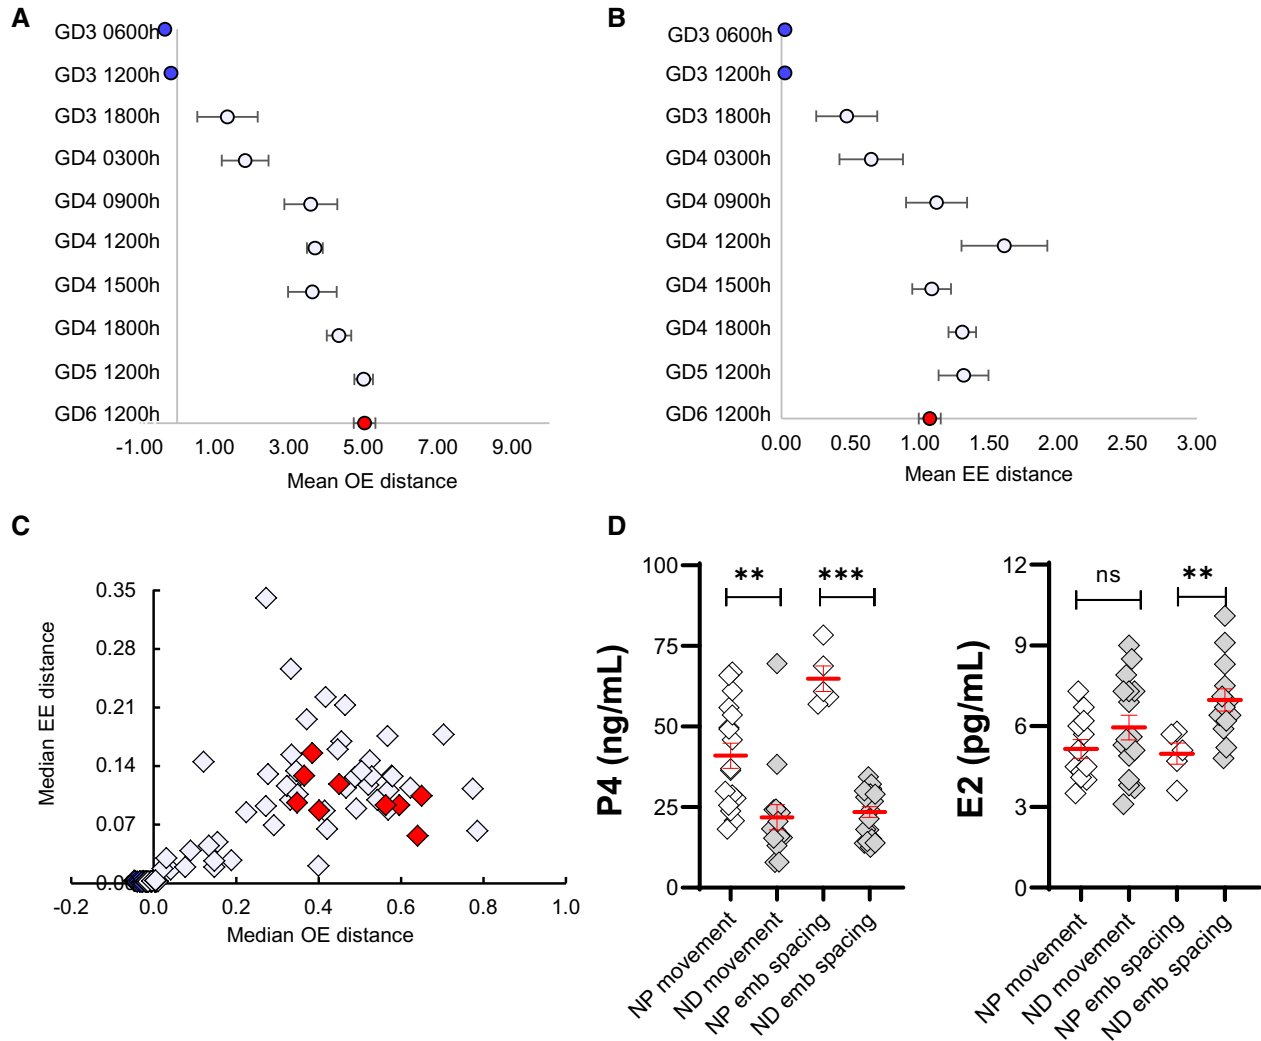 A
GD3 0600h
GD3 1200h
GD3 1800h
GD4 0300h
GD4 0900h
GD4 1200h
GD4 1500h
GD4 1800h
GD5 1200h
GD6 1200h
-1.00 1.00 3.00 5.00 7.00 9.00
Mean OE distance
B
GD3 0600h
GD3 1200h
GD3 1800h
GD4 0300h
GD4 0900h
GD4 1200h
GD4 1500h
GD4 1800h
GD5 1200h
GD6 1200h
0.00 0.50 1.00 1.50 2.00 2.50 3.00
Mean EE distance
C
Median EE distance
0.35
0.28
0.21
0.14
0.07
0.0
-0.2 0.0 0.2 0.4 0.6 0.8 1.0
Median OE distance
D
P4 (ng/mL)
100
75
50
25
0
** ***
NP movement
ND movement
NP emb spacing
ND emb spacing
E2 (pg/mL)
12
9
6
3
0
ns **
NP movement
ND movement
NP emb spacing
ND emb spacing